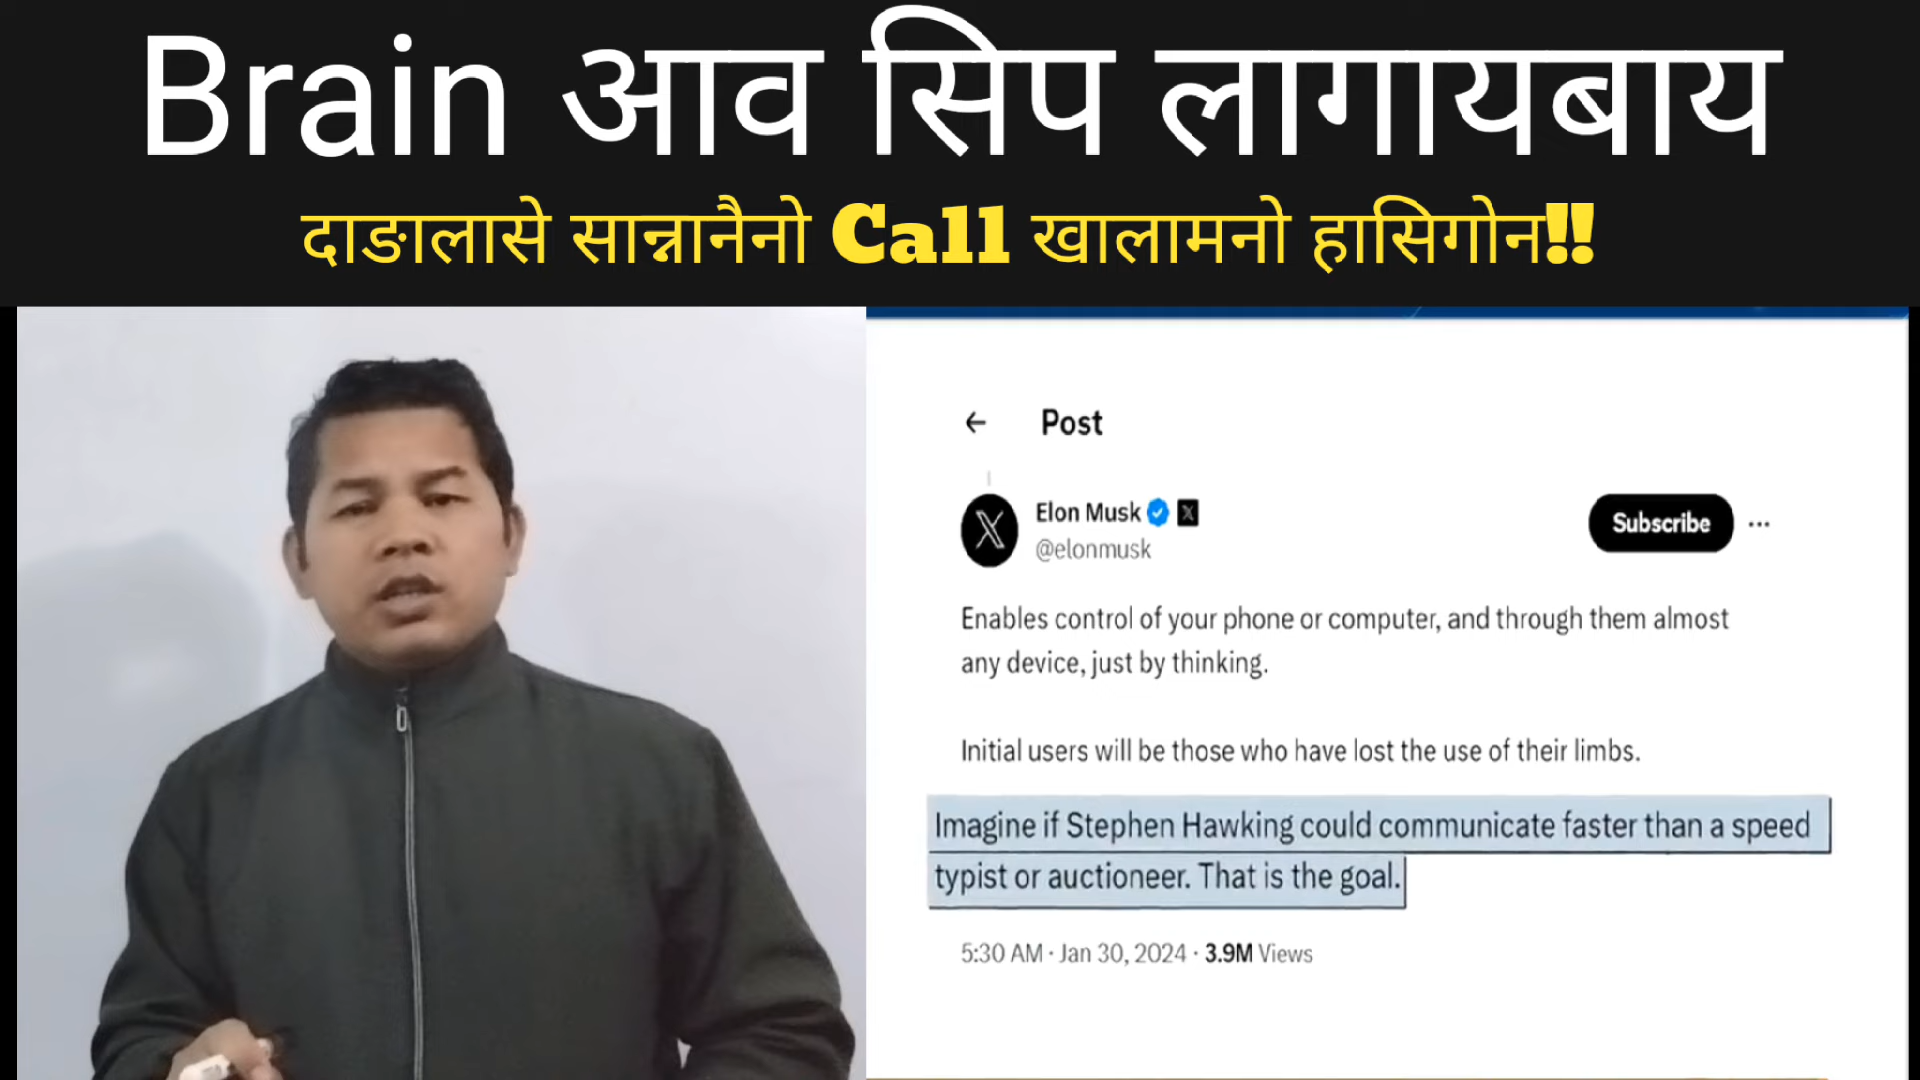 Brain आव सिप लागायबाय
दाङालासे सान्नानैनो Call खालामनो हासिगोन!!
Post
Elon Musk
@elonmusk
Subscribe
Enables control of your phone or computer, and through them almost
any device, just by thinking.
Initial users will be those who have lost the use of their limbs.
Imagine if Stephen Hawking could communicate faster than a speed
typist or auctioneer. That is the goal.
5:30 AM · Jan 30, 2024 · 3.9M Views